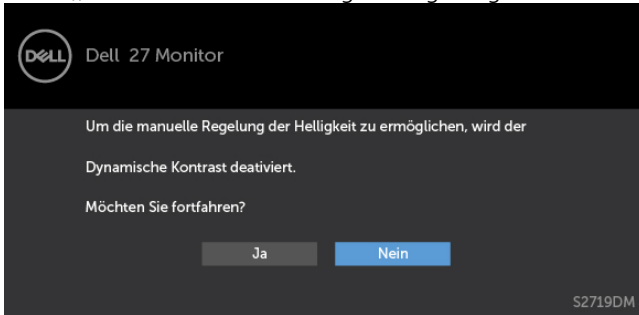 DELL
Dell 27 Monitor
Um die manuelle Regelung der Helligkeit zu ermöglichen, wird der
Dynamische Kontrast deativiert.
Möchten Sie fortfahren?
Ja Nein
S2719DM